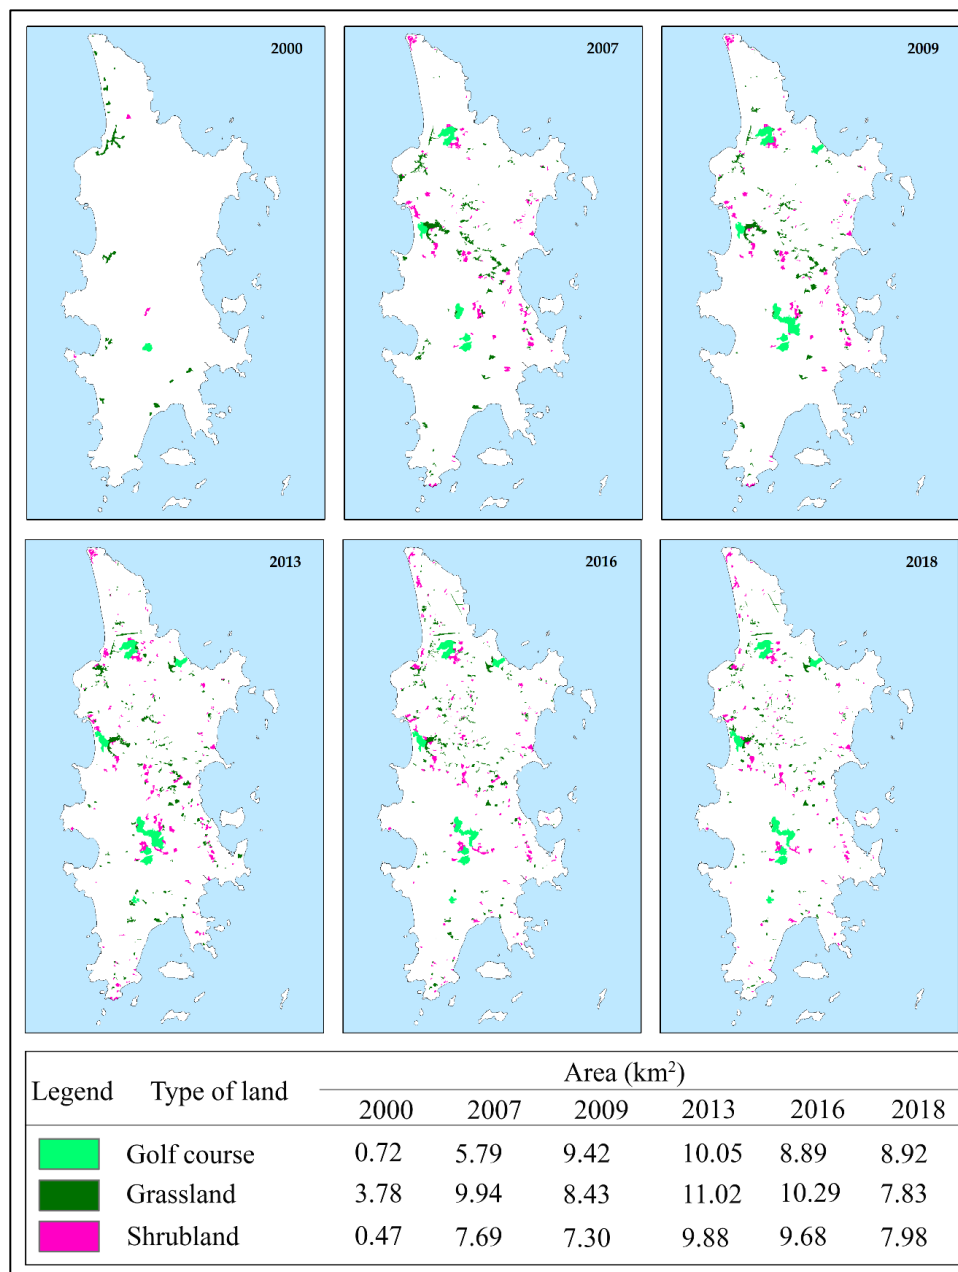 2000
2007
2009
2013
2016
2018
Legend Type of land Area (km²)
2000 2007 2009 2013 2016 2018
Golf course 0.72 5.79 9.42 10.05 8.89 8.92
Grassland 3.78 9.94 8.43 11.02 10.29 7.83
Shrubland 0.47 7.69 7.30 9.88 9.68 7.98